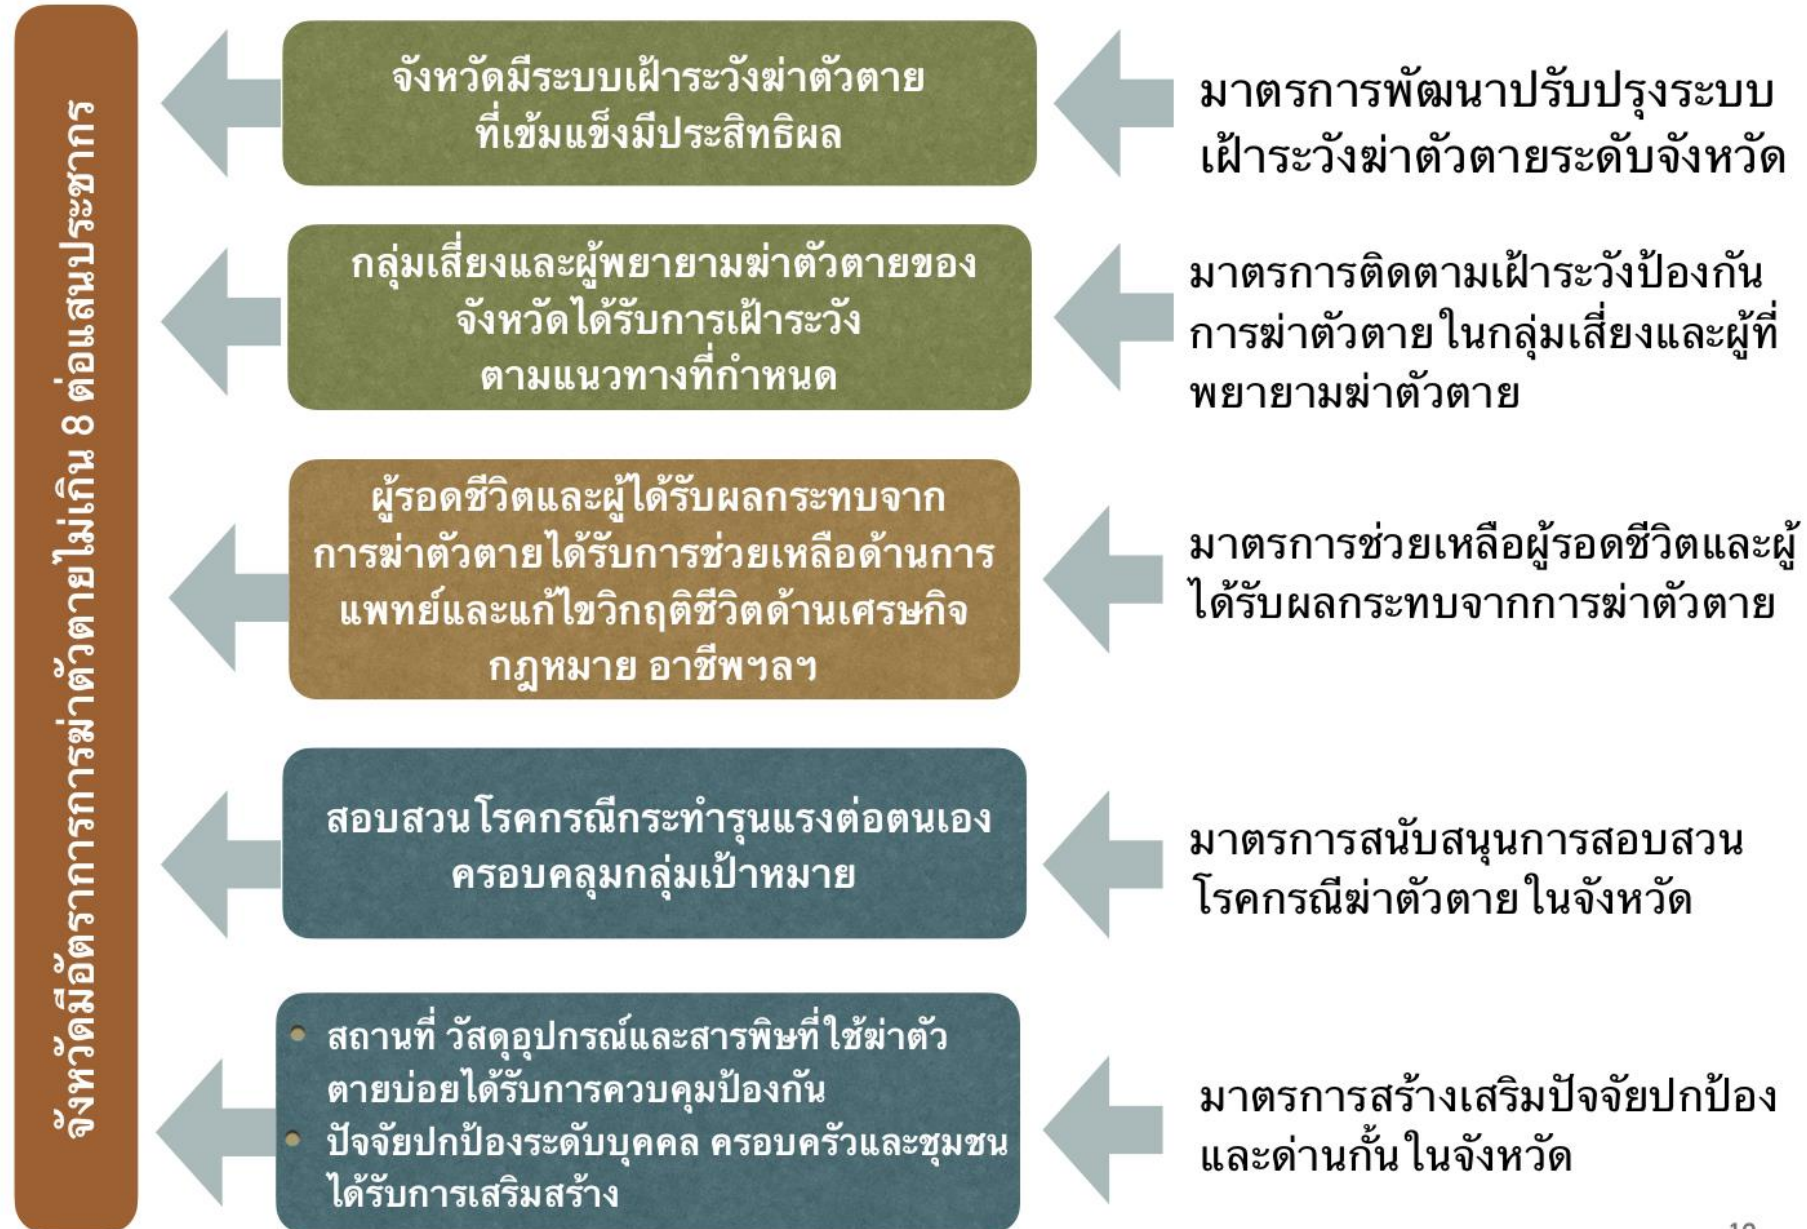 จังหวัดมีอัตราการการฆ่าตัวตายไม่เกิน 8 ต่อแสนประชากร
จังหวัดมีระบบเฝ้าระวังฆ่าตัวตาย
ที่เข้มแข็งมีประสิทธิผล
มาตรการพัฒนาปรับปรุงระบบ
เฝ้าระวังฆ่าตัวตายระดับจังหวัด
กลุ่มเสี่ยงและผู้พยายามฆ่าตัวตายของ
จังหวัดได้รับการเฝ้าระวัง
ตามแนวทางที่กำหนด
มาตรการติดตามเฝ้าระวังป้องกัน
การฆ่าตัวตายในกลุ่มเสี่ยงและผู้ที่
พยายามฆ่าตัวตาย
ผู้รอดชีวิตและผู้ได้รับผลกระทบจาก
การฆ่าตัวตายได้รับการช่วยเหลือด้านการ
แพทย์และแก้ไขวิกฤติชีวิตด้านเศรษกิจ
กฎหมาย อาชีพฯลฯ
มาตรการช่วยเหลือผู้รอดชีวิตและผู้
ได้รับผลกระทบจากการฆ่าตัวตาย
สอบสวนโรคกรณีกระทำรุนแรงต่อตนเอง
ครอบคลุมกลุ่มเป้าหมาย
มาตรการสนับสนุนการสอบสวน
โรคกรณีฆ่าตัวตายในจังหวัด
• สถานที่ วัสดุอุปกรณ์และสารพิษที่ใช้ฆ่าตัว
ตายบ่อยได้รับการควบคุมป้องกัน
• ปัจจัยปกป้องระดับบุคคล ครอบครัวและชุมชน
ได้รับการเสริมสร้าง
มาตรการสร้างเสริมปัจจัยปกป้อง
และด่านกั้นในจังหวัด